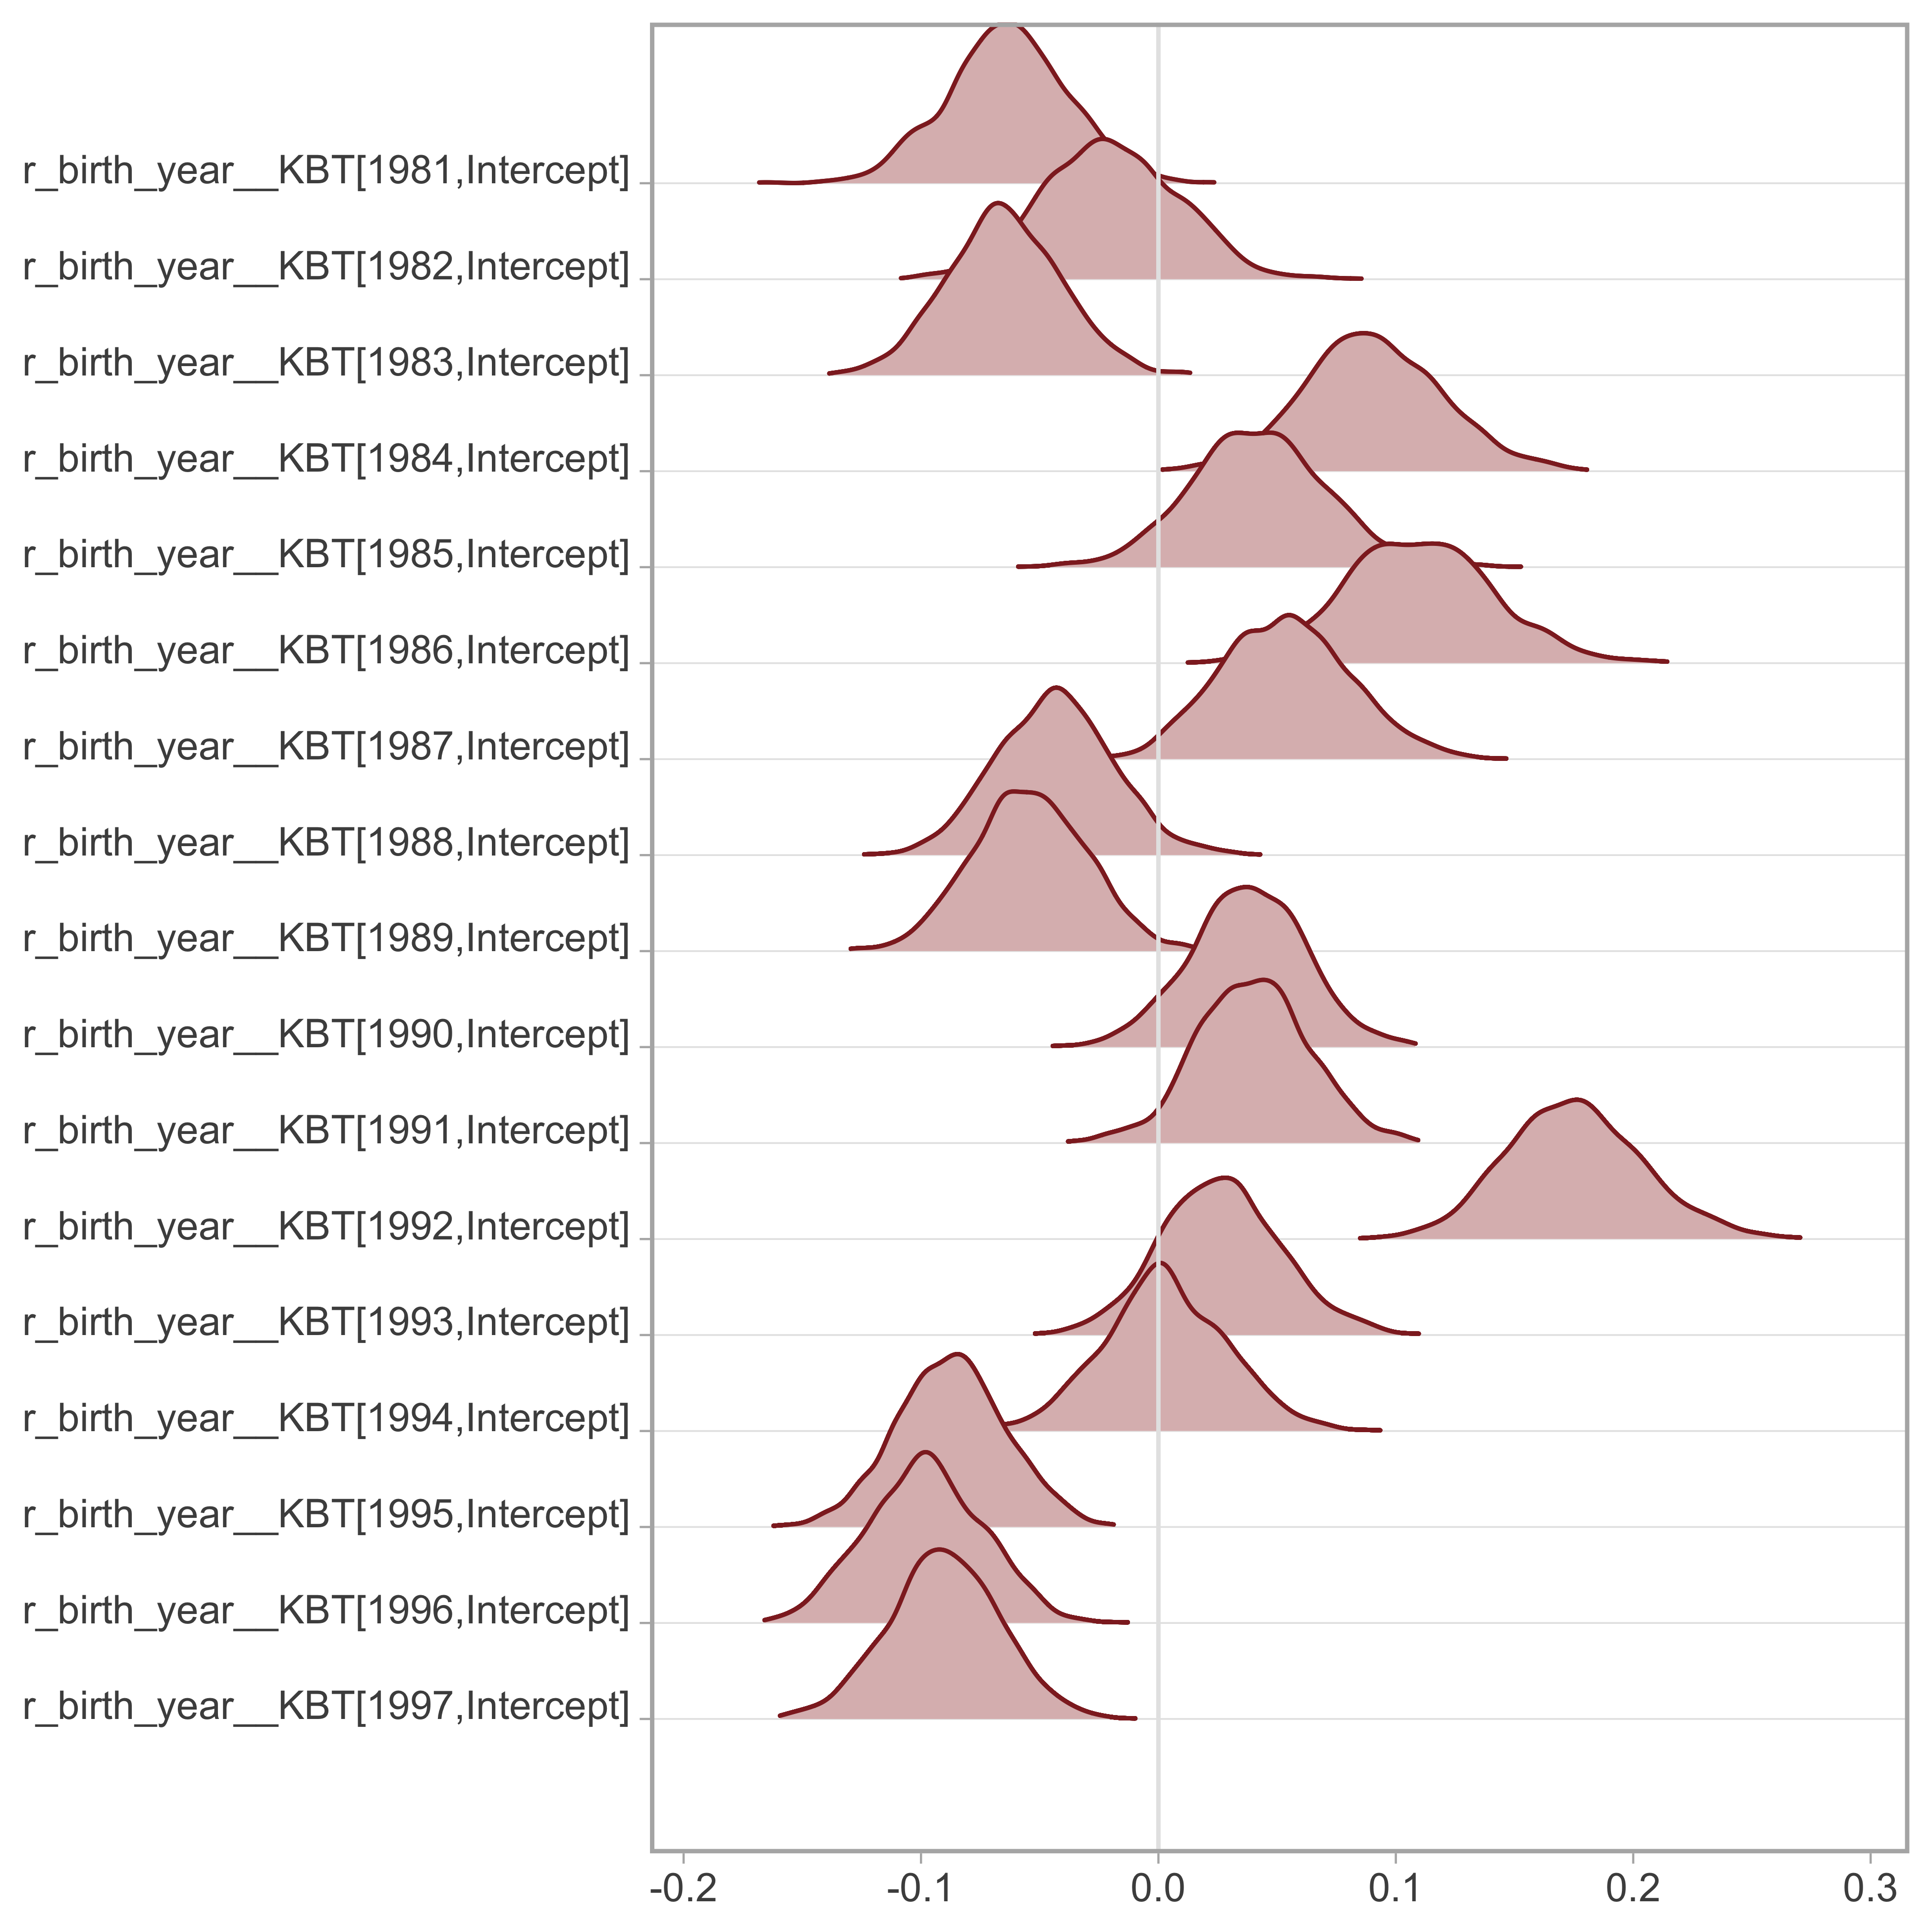 r_birth_year__KBT[1981,Intercept]
r_birth_year__KBT[1982,Intercept]
r_birth_year__KBT[1983,Intercept]
r_birth_year__KBT[1984,Intercept]
r_birth_year__KBT[1985,Intercept]
r_birth_year__KBT[1986,Intercept]
r_birth_year__KBT[1987,Intercept]
r_birth_year__KBT[1988,Intercept]
r_birth_year__KBT[1989,Intercept]
r_birth_year__KBT[1990,Intercept]
r_birth_year__KBT[1991,Intercept]
r_birth_year__KBT[1992,Intercept]
r_birth_year__KBT[1993,Intercept]
r_birth_year__KBT[1994,Intercept]
r_birth_year__KBT[1995,Intercept]
r_birth_year__KBT[1996,Intercept]
r_birth_year__KBT[1997,Intercept]
-0.2 -0.1 0.0 0.1 0.2 0.3